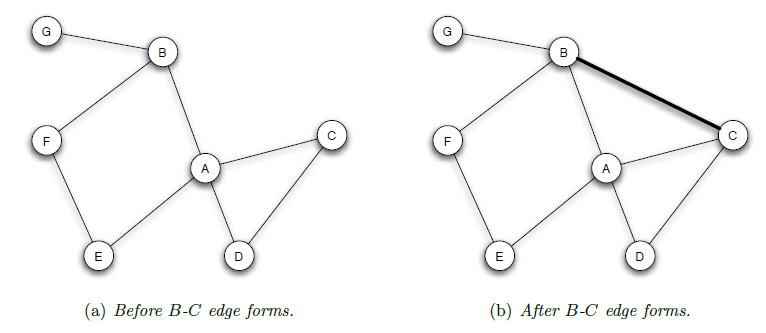 G
B
F
C
A
E
D
(a) Before B-C edge forms.
G
B
F
C
A
E
D
(b) After B-C edge forms.